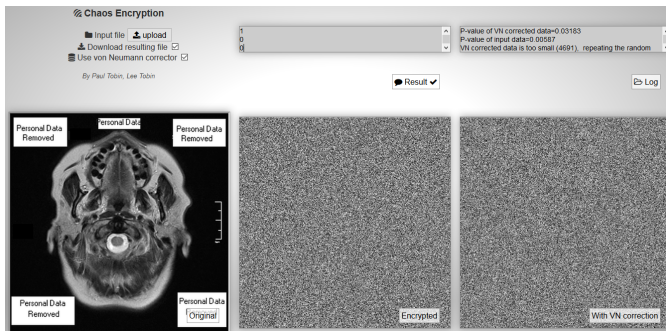 Chaos Encryption
Input file upload
Download resulting file
Use von Neumann corrector
By Paul Tobin, Lee Tobin
1
0
0
P-value of VN corrected data=0.03183
P-value of input data=0.00587
VN corrected data is too small (4691), repeating the random
Result
Log
Personal Data
Removed
Personal Data
Personal Data
Removed
Personal Data
Removed
Personal Data
Original
Encrypted
With VN correction